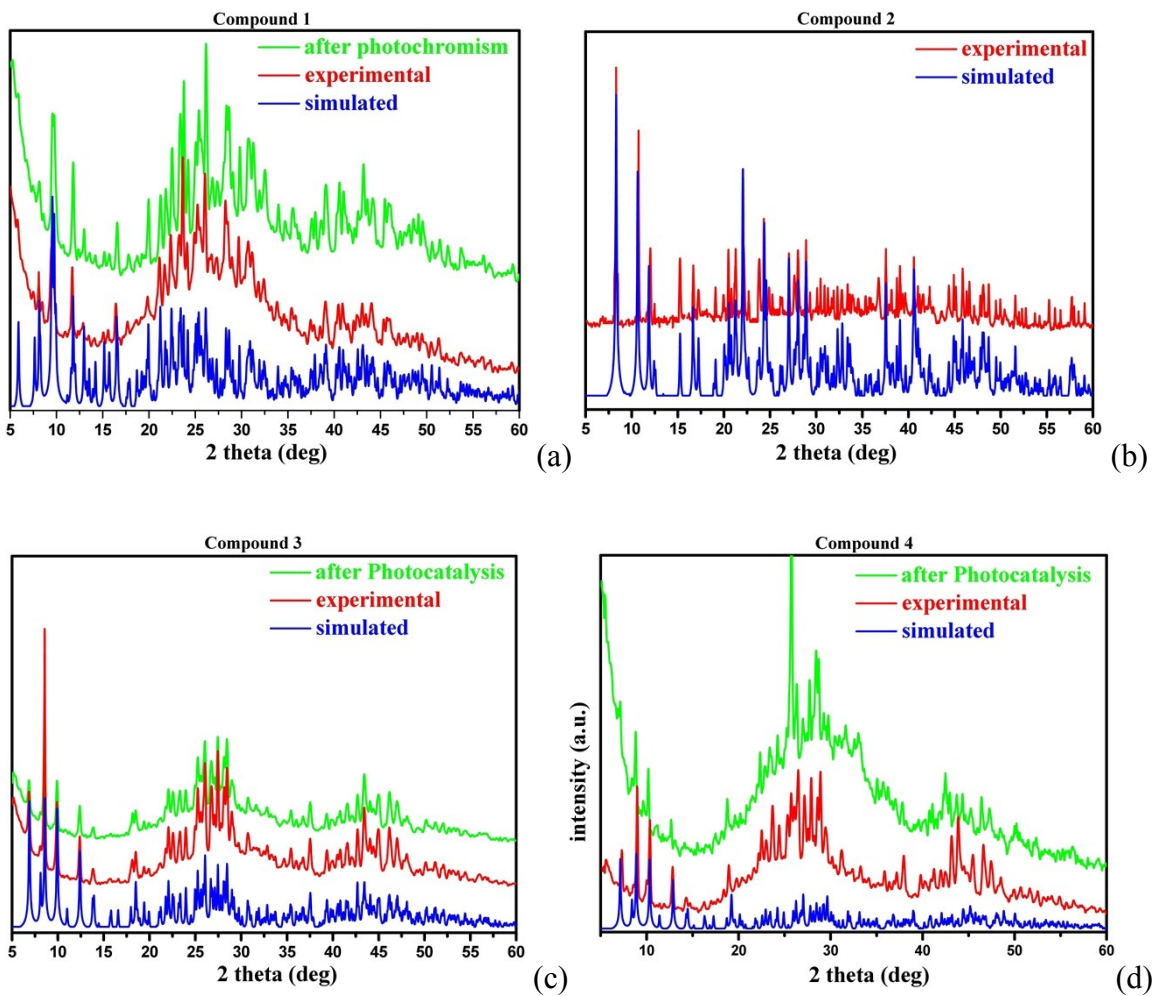 Compound 1
after photochromism
experimental
simulated
5 10 15 20 25 30 35 40 45 50 55 60
2 theta (deg)
(a)
Compound 2
experimental
simulated
5 10 15 20 25 30 35 40 45 50 55 60
2 theta (deg)
(b)
Compound 3
after Photocatalysis
experimental
simulated
5 10 15 20 25 30 35 40 45 50 55 60
2 theta (deg)
(c)
Compound 4
after Photocatalysis
experimental
simulated
intensity (a.u.)
10 20 30 40 50 60
2 theta (deg)
(d)